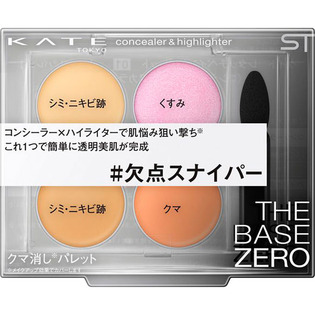 KATE
TOKYO
concealer & highlighter
ST
シミ・ニキビ跡
くすみ
コンシーラー×ハイライターで肌悩み狙い撃ち※
これ1つで簡単に透明美肌が完成
#欠点スナイパー
シミ・ニキビ跡
クマ
THE
BASE
ZERO
クマ消し※パレット